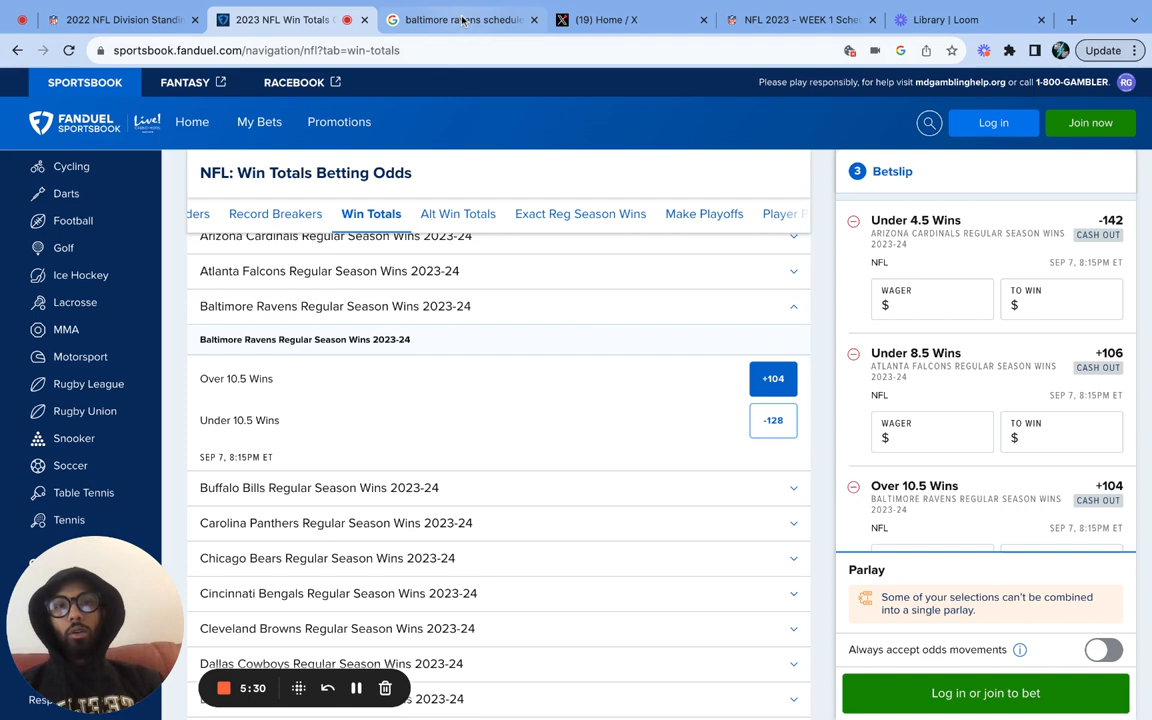 2022 NFL Division Standin
2023 NFL Win Totals
baltimore ravens schedule
(19) Home / X
NFL 2023 - WEEK 1 Sche
Library | Loom
sportsbook.fanduel.com/navigation/nfl?tab=win-totals
Update
SPORTSBOOK
FANTASY
RACEBOOK
Please play responsibly, for help visit mdgamblinghelp.org or call 1-800-GAMBLER.
RG
FANDUEL
SPORTSBOOK
Live!
Home
My Bets
Promotions
Log in
Join now
Cycling
Darts
Football
Golf
Ice Hockey
Lacrosse
MMA
Motorsport
Rugby League
Rugby Union
Snooker
Soccer
Table Tennis
Tennis
Resp
NFL: Win Totals Betting Odds
ders
Record Breakers
Win Totals
Alt Win Totals
Exact Reg Season Wins
Make Playoffs
Player P
Arizona Cardinals Regular Season Wins 2023-24
Atlanta Falcons Regular Season Wins 2023-24
Baltimore Ravens Regular Season Wins 2023-24
Baltimore Ravens Regular Season Wins 2023-24
Over 10.5 Wins
+104
Under 10.5 Wins
-128
SEP 7, 8:15PM ET
Buffalo Bills Regular Season Wins 2023-24
Carolina Panthers Regular Season Wins 2023-24
Chicago Bears Regular Season Wins 2023-24
Cincinnati Bengals Regular Season Wins 2023-24
Cleveland Browns Regular Season Wins 2023-24
Dallas Cowboys Regular Season Wins 2023-24
Season Wins 2023-24
5:30
3 Betslip
Under 4.5 Wins -142
ARIZONA CARDINALS REGULAR SEASON WINS CASH OUT
2023-24
NFL SEP 7, 8:15PM ET
WAGER TO WIN
$ $
Under 8.5 Wins +106
ATLANTA FALCONS REGULAR SEASON WINS CASH OUT
2023-24
NFL SEP 7, 8:15PM ET
WAGER TO WIN
$ $
Over 10.5 Wins +104
BALTIMORE RAVENS REGULAR SEASON WINS CASH OUT
2023-24
NFL SEP 7, 8:15PM ET
Parlay
Some of your selections can't be combined
into a single parlay.
Always accept odds movements
Log in or join to bet